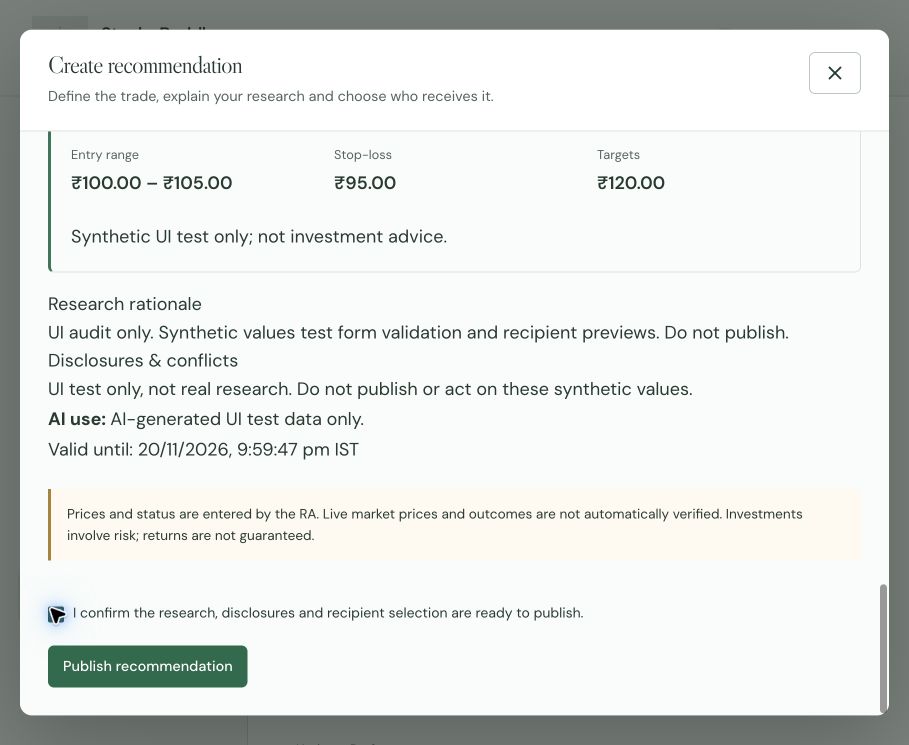 Create recommendation
Define the trade, explain your research and choose who receives it.
Entry range
Stop-loss
Targets
₹100.00 – ₹105.00
₹95.00
₹120.00
Synthetic UI test only; not investment advice.
Research rationale
UI audit only. Synthetic values test form validation and recipient previews. Do not publish.
Disclosures & conflicts
UI test only, not real research. Do not publish or act on these synthetic values.
AI use: AI-generated UI test data only.
Valid until: 20/11/2026, 9:59:47 pm IST
Prices and status are entered by the RA. Live market prices and outcomes are not automatically verified. Investments
involve risk; returns are not guaranteed.
I confirm the research, disclosures and recipient selection are ready to publish.
Publish recommendation